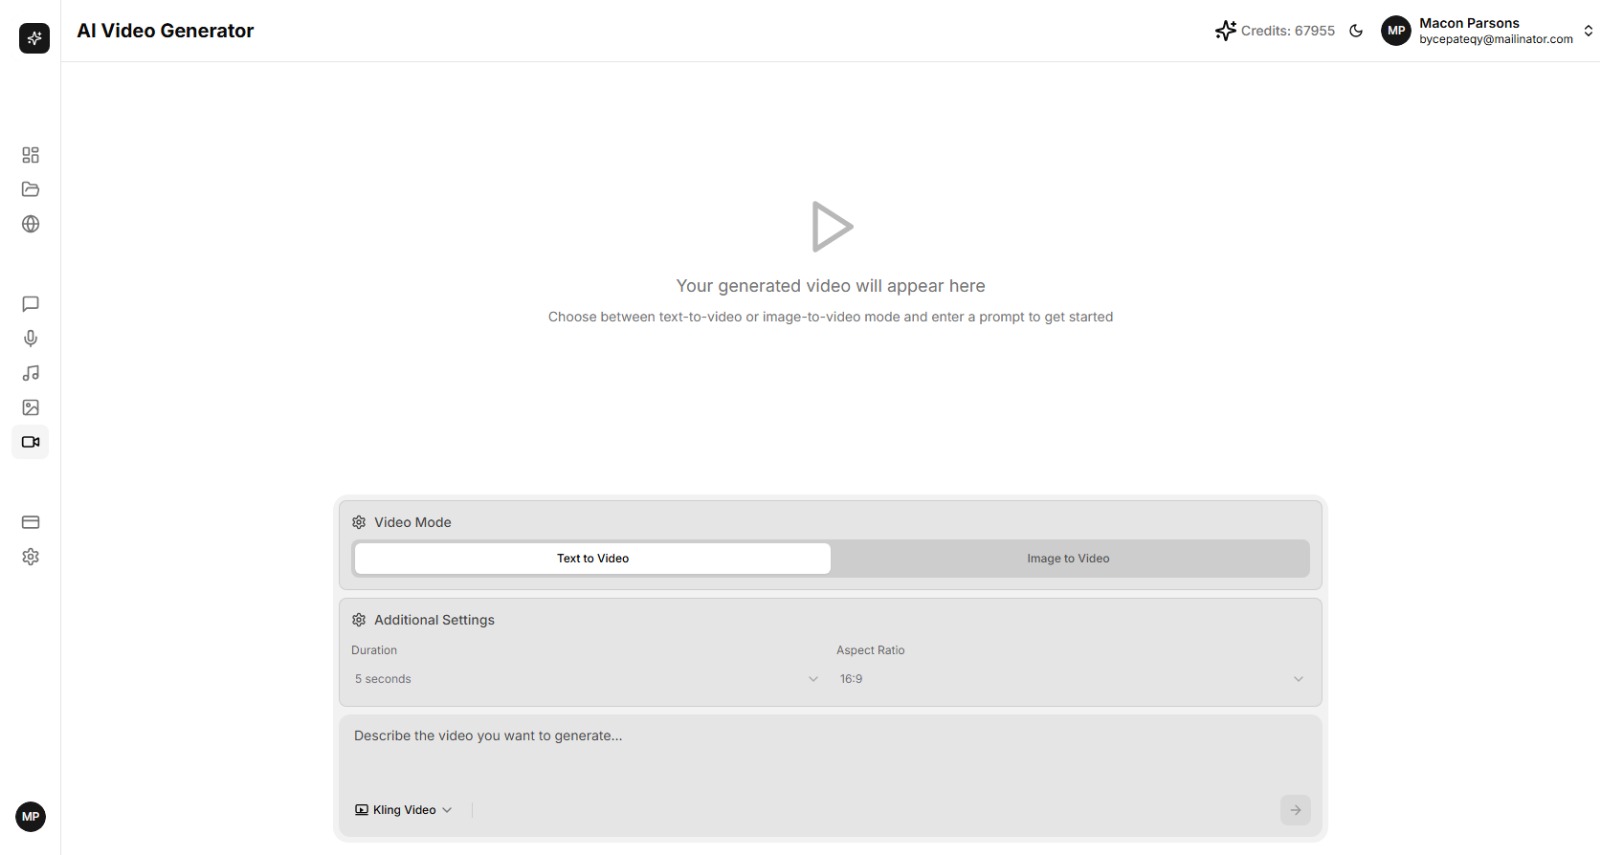 AI Video Generator
Credits: 67955
MP
Macon Parsons
bycepateqy@mailinator.com
Your generated video will appear here
Choose between text-to-video or image-to-video mode and enter a prompt to get started
Video Mode
Text to Video
Image to Video
Additional Settings
Duration
Aspect Ratio
5 seconds
16:9
Describe the video you want to generate...
Kling Video
MP